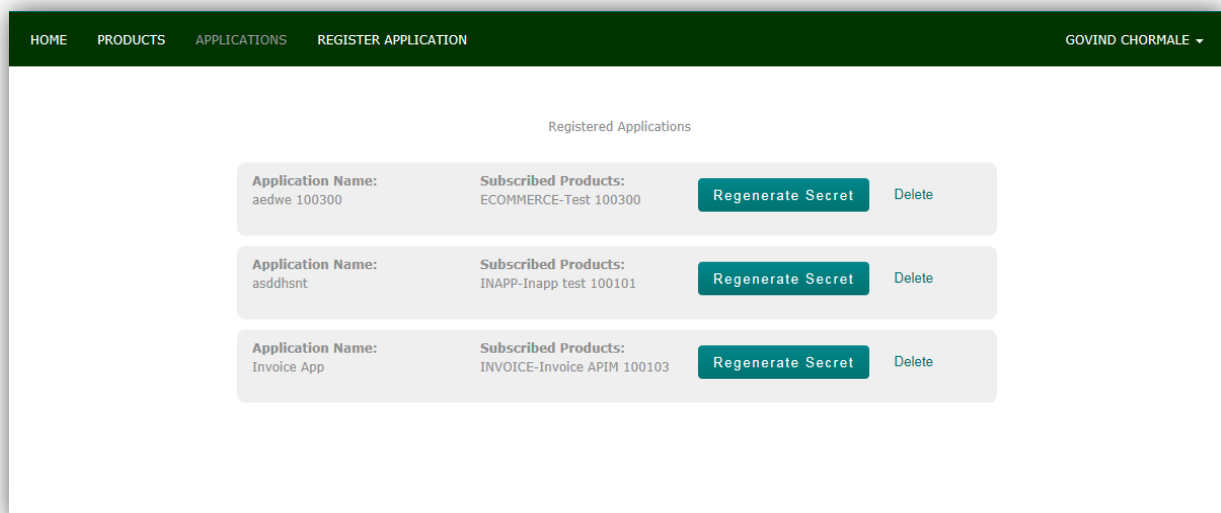 HOME PRODUCTS APPLICATIONS REGISTER APPLICATION GOVIND CHORMALE
Registered Applications
Application Name: Subscribed Products:
aedwe 100300 ECOMMERCE-Test 100300 Regenerate Secret Delete
Application Name: Subscribed Products:
asddhsnt INAPP-Inapp test 100101 Regenerate Secret Delete
Application Name: Subscribed Products:
Invoice App INVOICE-Invoice APIM 100103 Regenerate Secret Delete